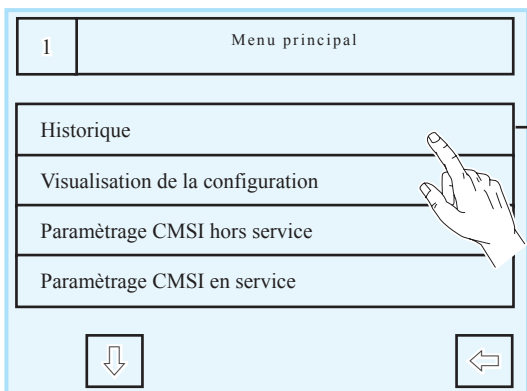 1
Menu principal
Historique
Visualisation de la configuration
Paramètrage CMSI hors service
Paramètrage CMSI en service